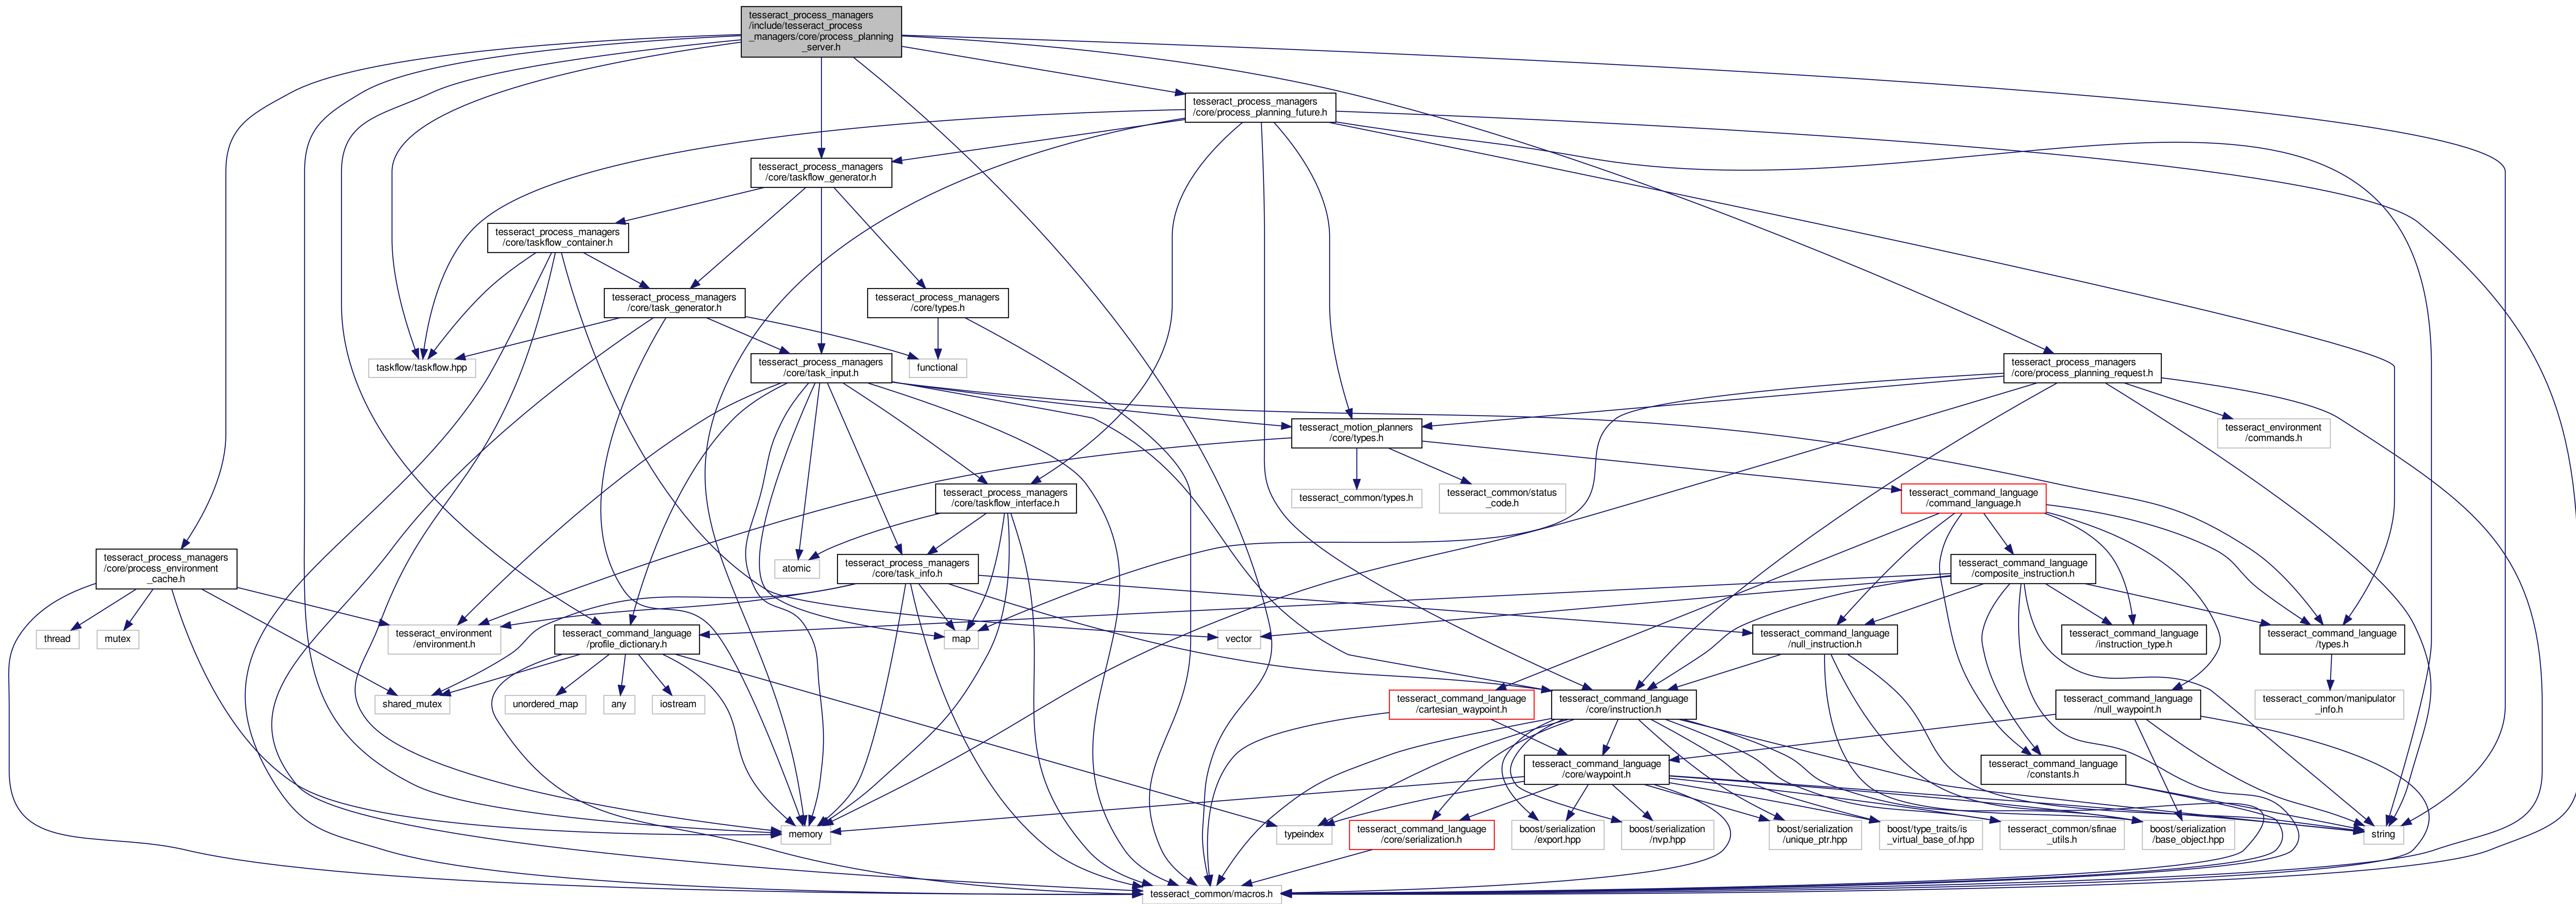 tesseract_process_managers
/include/tesseract_process
_managers/core/process_planning
_server.h
tesseract_process_managers
/core/process_planning_future.h
tesseract_process_managers
/core/taskflow_generator.h
tesseract_process_managers
/core/taskflow_container.h
tesseract_process_managers
/core/task_generator.h
tesseract_process_managers
/core/types.h
taskflow/taskflow.hpp
tesseract_process_managers
/core/task_input.h
functional
tesseract_process_managers
/core/process_planning_request.h
tesseract_motion_planners
/core/types.h
tesseract_environment
/commands.h
tesseract_process_managers
/core/taskflow_interface.h
tesseract_common/types.h
tesseract_common/status
_code.h
tesseract_command_language
/command_language.h
tesseract_process_managers
/core/process_environment
_cache.h
atomic
tesseract_process_managers
/core/task_info.h
tesseract_command_language
/composite_instruction.h
thread
mutex
tesseract_environment
/environment.h
tesseract_command_language
/profile_dictionary.h
map
vector
tesseract_command_language
/null_instruction.h
tesseract_command_language
/instruction_type.h
tesseract_command_language
/types.h
shared_mutex
unordered_map
any
iostream
tesseract_command_language
/cartesian_waypoint.h
tesseract_command_language
/core/instruction.h
tesseract_command_language
/null_waypoint.h
tesseract_common/manipulator
_info.h
tesseract_command_language
/core/waypoint.h
tesseract_command_language
/constants.h
memory
typeindex
tesseract_command_language
/core/serialization.h
boost/serialization
/export.hpp
boost/serialization
/nvp.hpp
boost/serialization
/unique_ptr.hpp
boost/type_traits/is
_virtual_base_of.hpp
tesseract_common/sfinae
_utils.h
boost/serialization
/base_object.hpp
string
tesseract_common/macros.h